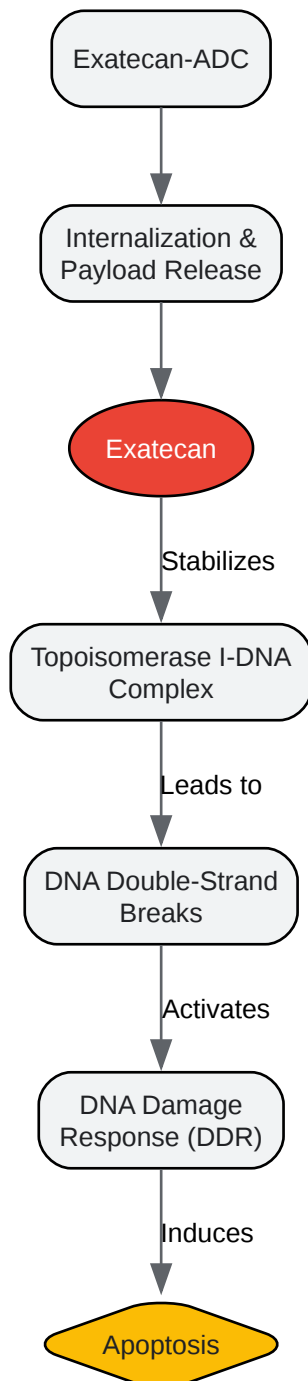 Exatecan-ADC
Internalization &
Payload Release
Exatecan
Stabilizes
Topoisomerase I-DNA
Complex
Leads to
DNA Double-Strand
Breaks
Activates
DNA Damage
Response (DDR)
Induces
Apoptosis